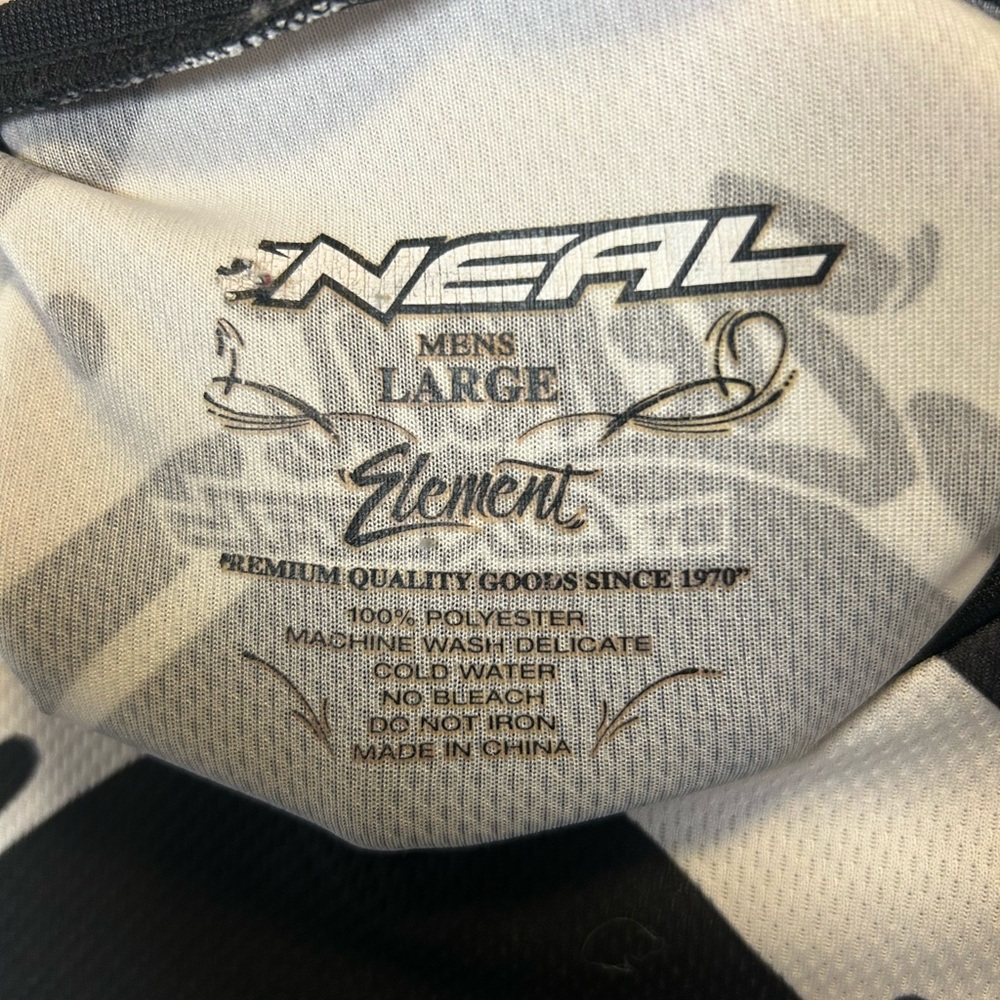 NEAL
MENS
LARGE
Element
PREMIUM QUALITY GOODS SINCE 1970"
100% POLYESTER
MACHINE WASH DELICATE
COLD WATER
NO BLEACH
DO NOT IRON
MADE IN CHINA